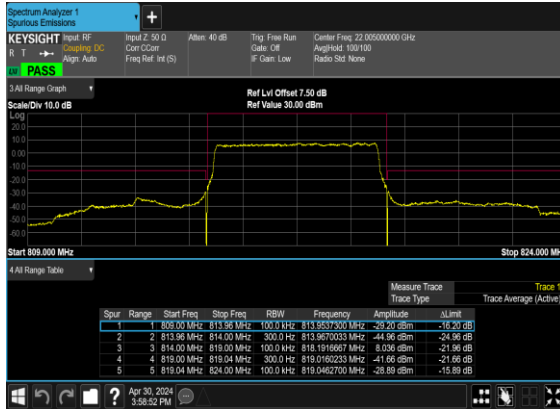 Spectrum Analyzer 1
Spurious Emissions
+
KEYSIGHT Input: RF Input Z: 50 Ω Atten: 40 dB Trig: Free Run Center Freq: 22.005000000 GHz
R T Coupling: DC Corr CCorr Gate: Off Avg|Hold: 100/100
Align: Auto Freq Ref: Int (S) IF Gain: Low Radio Std: None
PASS
3 All Range Graph
Ref Lvl Offset 7.50 dB
Scale/Div 10.0 dB Ref Value 30.00 dBm
Log
20.0
10.0
0.00
-10.0
-20.0
-30.0
-40.0
-50.0
-60.0
Start 809.000 MHz Stop 824.000 MH
4 All Range Table
Measure Trace Trace 1
Trace Type Trace Average (Active)
Spur Range Start Freq Stop Freq RBW Frequency Amplitude ΔLimit
1 1 809.00 MHz 813.96 MHz 100.0 kHz 813.9537300 MHz -29.20 dBm -16.20 dB
2 2 813.96 MHz 814.00 MHz 300.0 Hz 813.9670033 MHz -44.96 dBm -24.96 dB
3 3 814.00 MHz 819.00 MHz 100.0 kHz 818.1916667 MHz 8.036 dBm -21.96 dB
4 4 819.00 MHz 819.04 MHz 300.0 Hz 819.0160233 MHz -41.66 dBm -21.66 dB
5 5 819.04 MHz 824.00 MHz 100.0 kHz 819.0462700 MHz -28.89 dBm -15.89 dB
?
Apr 30, 2024
3:58:52 PM